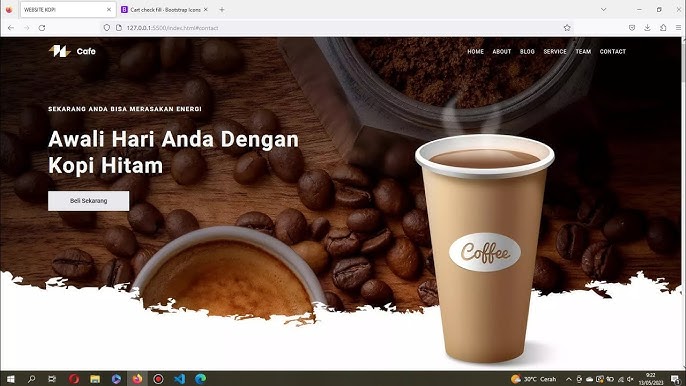 WEBSITE KOPI
Cart check fill · Bootstrap Icons
127.0.0.1:5500/index.html#contact
Cafe
HOME ABOUT BLOG SERVICE TEAM CONTACT
SEKARANG ANDA BISA MERASAKAN ENERGI
Awali Hari Anda Dengan
Kopi Hitam
Beli Sekarang
Coffee
30°C Cerah
9:22
13/05/2023